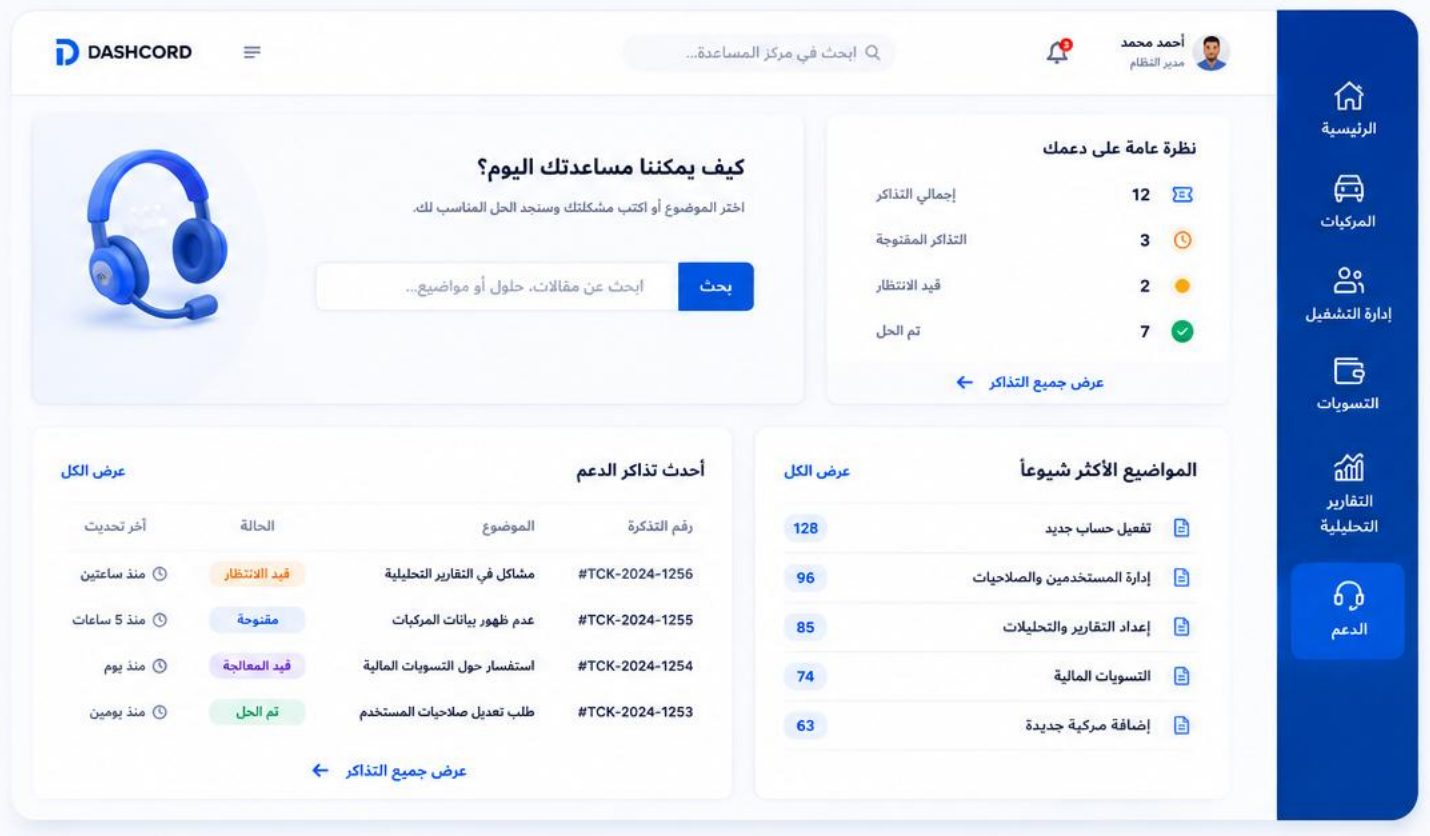 أحمد محمد
مدير النظام
3
ابحث في مركز المساعدة...
DASHCORD
الرئيسية
المركبات
إدارة التشغيل
التسويات
التقارير
التحليلية
الدعم
نظرة عامة على دعمك
12 إجمالي التذاكر
3 التذاكر المفتوحة
2 قيد الانتظار
7 تم الحل
عرض جميع التذاكر
كيف يمكننا مساعدتك اليوم؟
اختر الموضوع أو اكتب مشكلتك وسنجد الحل المناسب لك.
بحث ابحث عن مقالات، حلول أو مواضيع...
المواضيع الأكثر شيوعاً عرض الكل
تفعيل حساب جديد 128
إدارة المستخدمين والصلاحيات 96
إعداد التقارير والتحليلات 85
التسويات المالية 74
إضافة مركبة جديدة 63
أحدث تذاكر الدعم عرض الكل
رقم التذكرة الموضوع الحالة آخر تحديث
#TCK-2024-1256 مشاكل في التقارير التحليلية قيد االانتظار منذ ساعتين
#TCK-2024-1255 عدم ظهور بيانات المركبات مفنوحة منذ 5 ساعات
#TCK-2024-1254 استفسار حول التسويات المالية قيد المعالجة منذ يوم
#TCK-2024-1253 طلب تعديل صلاحيات المستخدم تم الحل منذ يومين
عرض جميع التذاكر